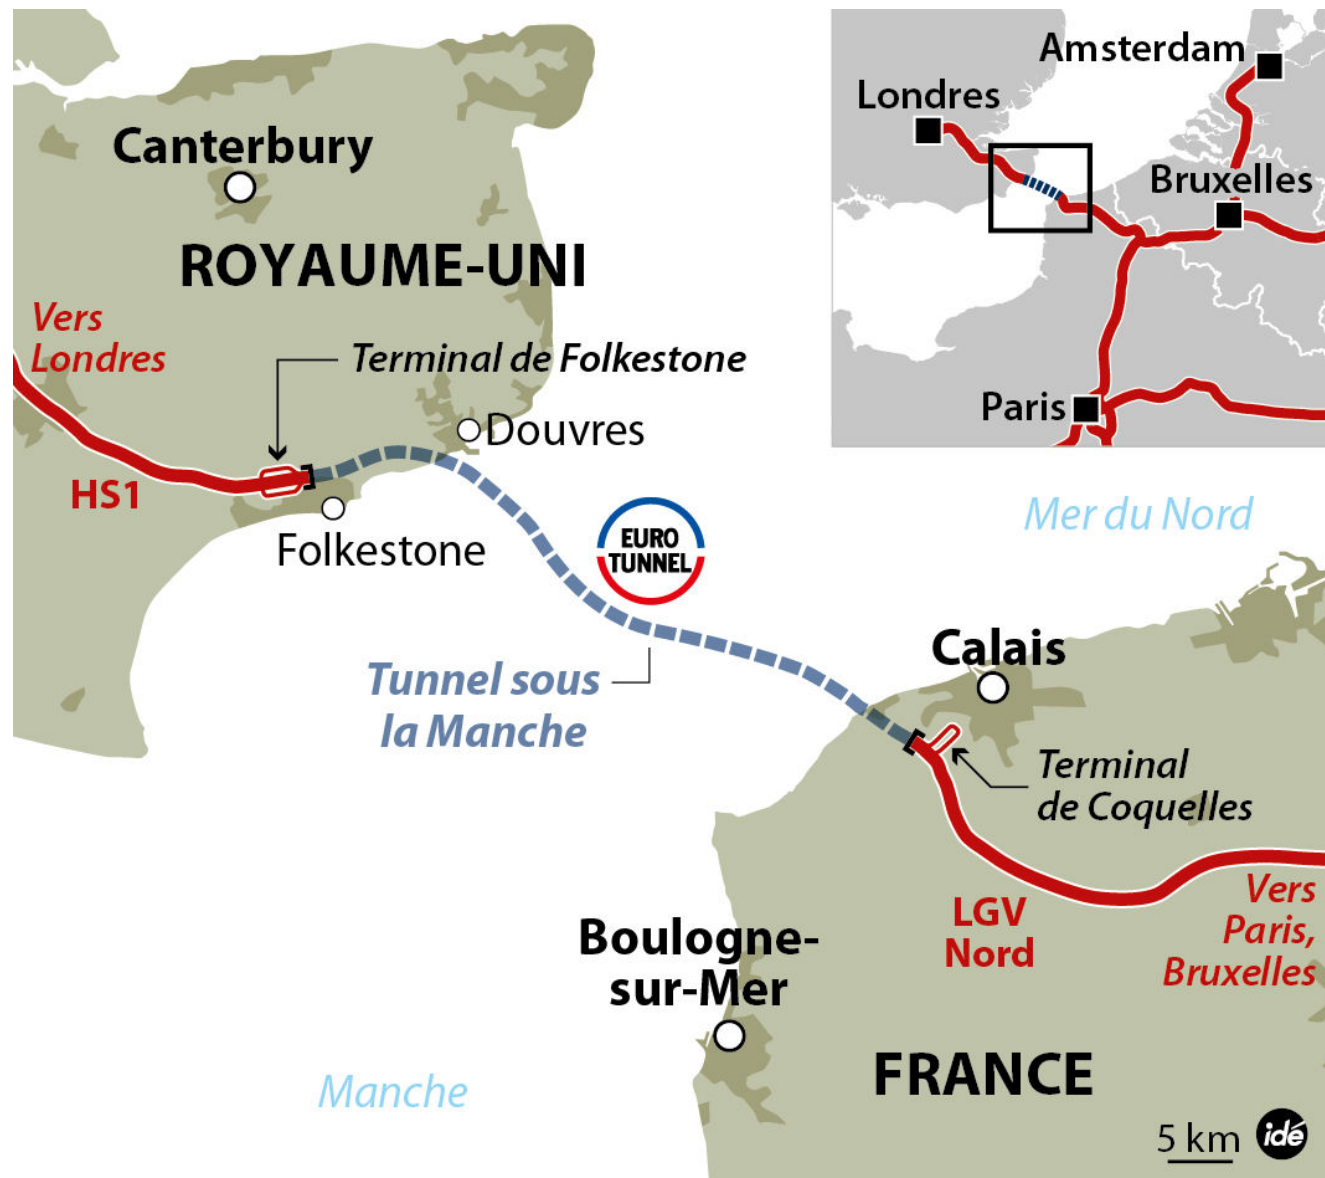 Amsterdam
Londres
Bruxelles
Paris
Canterbury
ROYAUME-UNI
Vers
Londres
Terminal de Folkestone
Douvres
HS1
Folkestone
EURO
TUNNEL
Mer du Nord
Tunnel sous
la Manche
Calais
Terminal
de Coquelles
LGV
Nord
Vers
Paris,
Bruxelles
Boulogne-
sur-Mer
FRANCE
Manche
5 km
idé